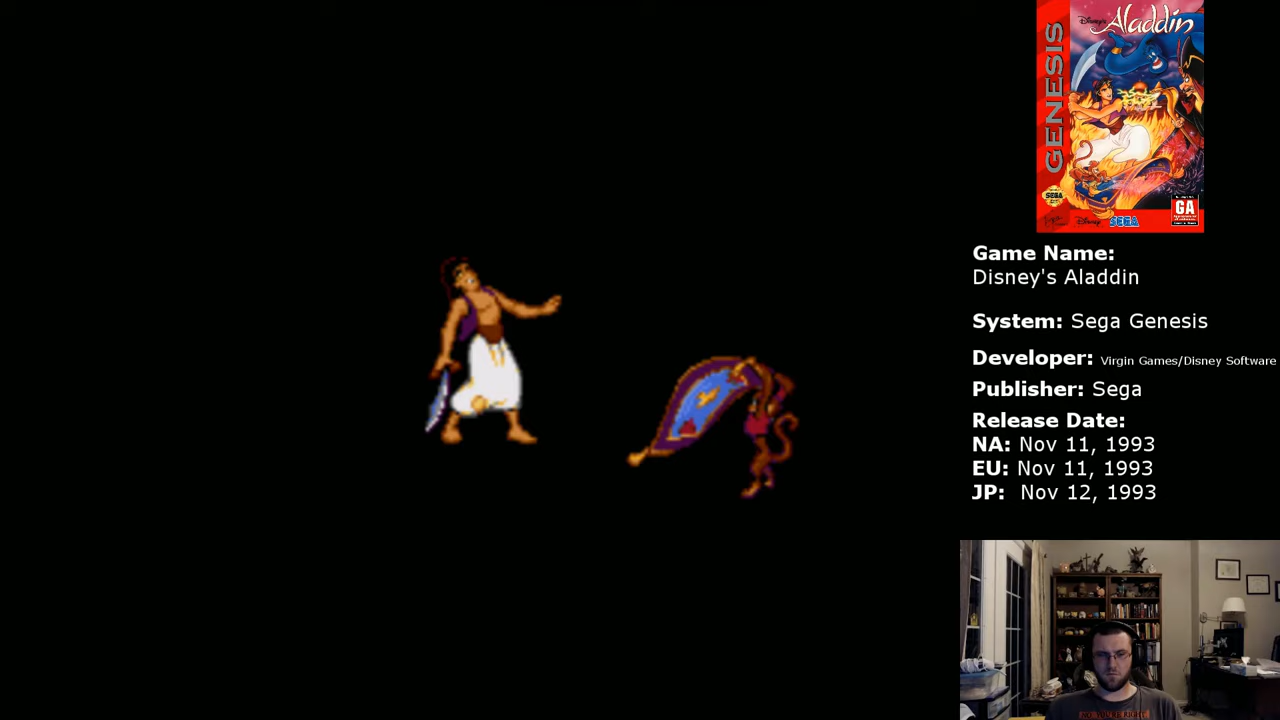 Disney's
Aladdin
GENESIS
SEGA
GA
Disney
SEGA
Game Name:
Disney's Aladdin
System: Sega Genesis
Developer: Virgin Games/Disney Software
Publisher: Sega
Release Date:
NA: Nov 11, 1993
EU: Nov 11, 1993
JP: Nov 12, 1993